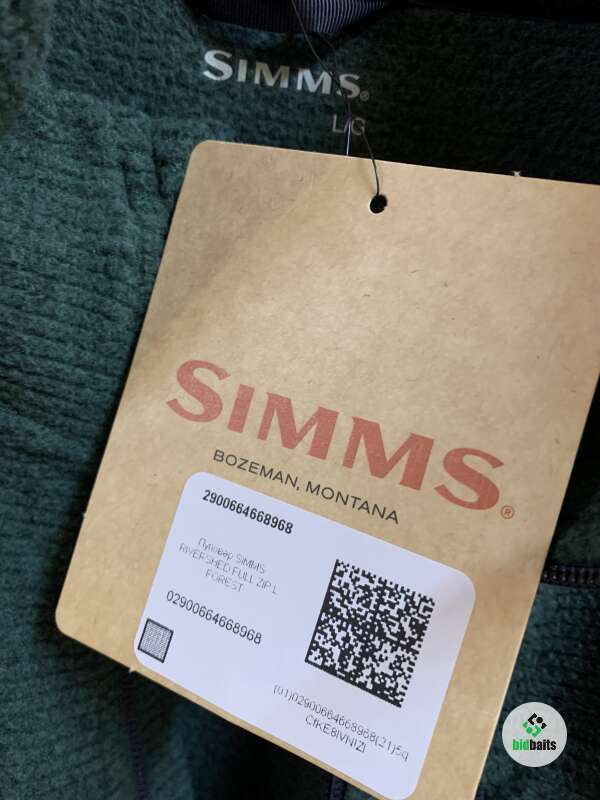 SIMMS®
L/G
SIMMS®
BOZEMAN, MONTANA
2900664668968
Пуловер SIMMS
RIVERSHED FULL ZIP L
FOREST
02900664668968
(01)02900664668968(21)5q
bidbaits